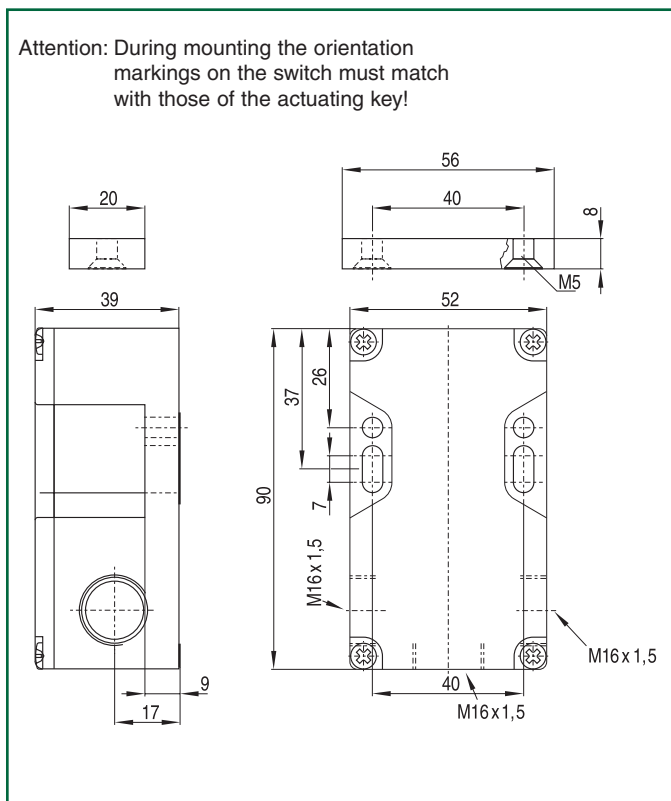 Attention: During mounting the orientation
markings on the switch must match
with those of the actuating key!
56
20
40
8
M5
39
52
26
37
90
7
M16 x 1,5
M16 x 1,5
9
40
17
M16 x 1,5